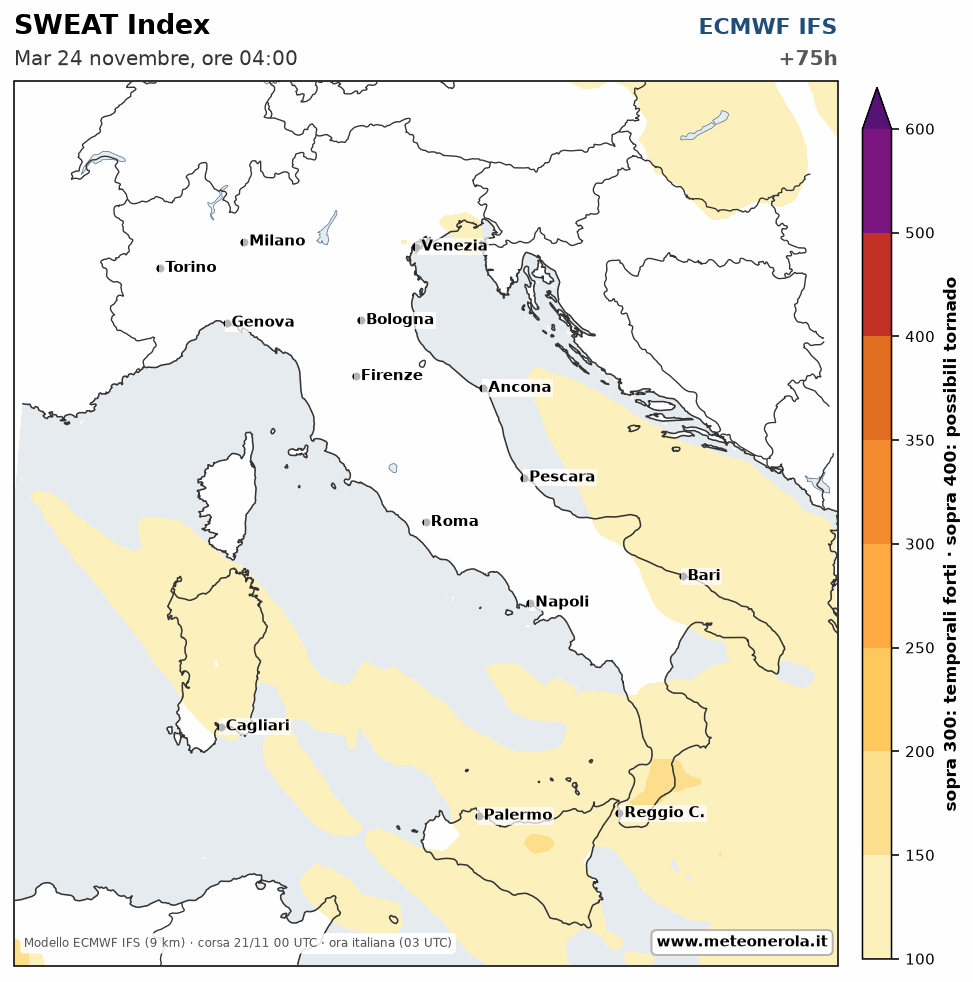 SWEAT Index
ECMWF IFS
Mar 24 novembre, ore 04:00
+75h
600
500
400
350
300
250
200
150
100
sopra 300: temporali forti · sopra 400: possibili tornado
Milano
Venezia
Torino
Genova
Bologna
Firenze
Ancona
Pescara
Roma
Bari
Napoli
Cagliari
Palermo
Reggio C.
Modello ECMWF IFS (9 km) · corsa 21/11 00 UTC · ora italiana (03 UTC)
www.meteonerola.it